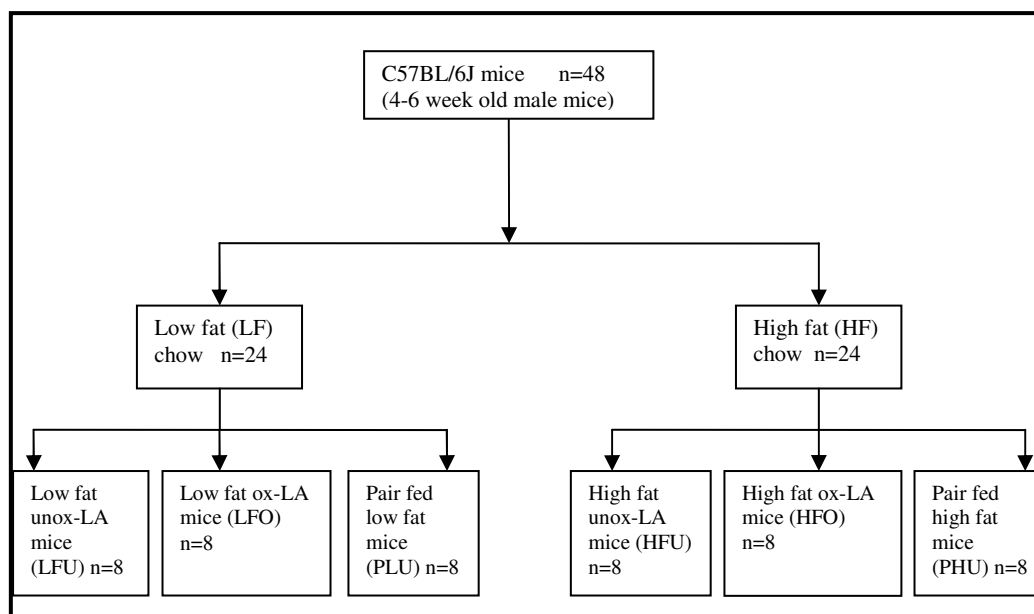 C57BL/6J mice n=48
(4-6 week old male mice)
Low fat (LF)
chow n=24
High fat (HF)
chow n=24
Low fat
unox-LA
mice
(LFU) n=8
Low fat ox-LA
mice (LFO)
n=8
Pair fed
low fat
mice
(PLU) n=8
High fat
unox-LA
mice (HFU)
n=8
High fat ox-LA
mice (HFO)
n=8
Pair fed
high fat
mice
(PHU) n=8